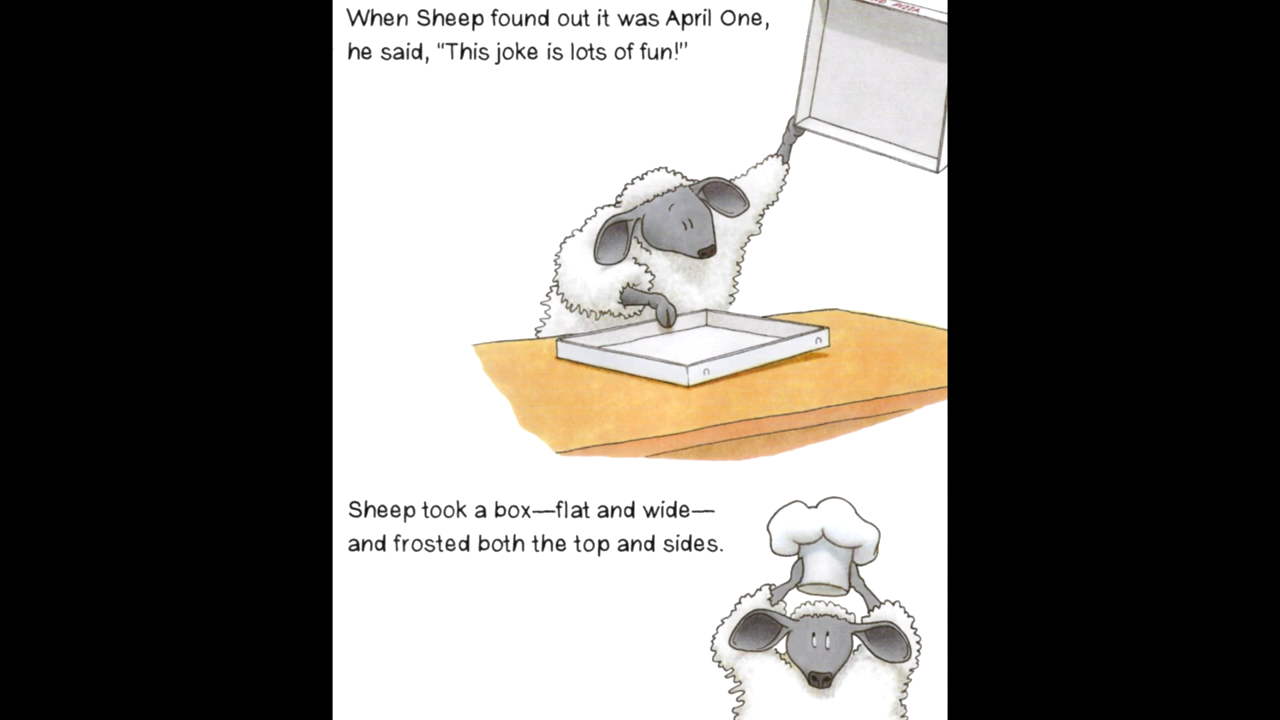 When Sheep found out it was April One,
he said, “This joke is lots of fun!”
PIZZA
Sheep took a box—flat and wide—
and frosted both the top and sides.